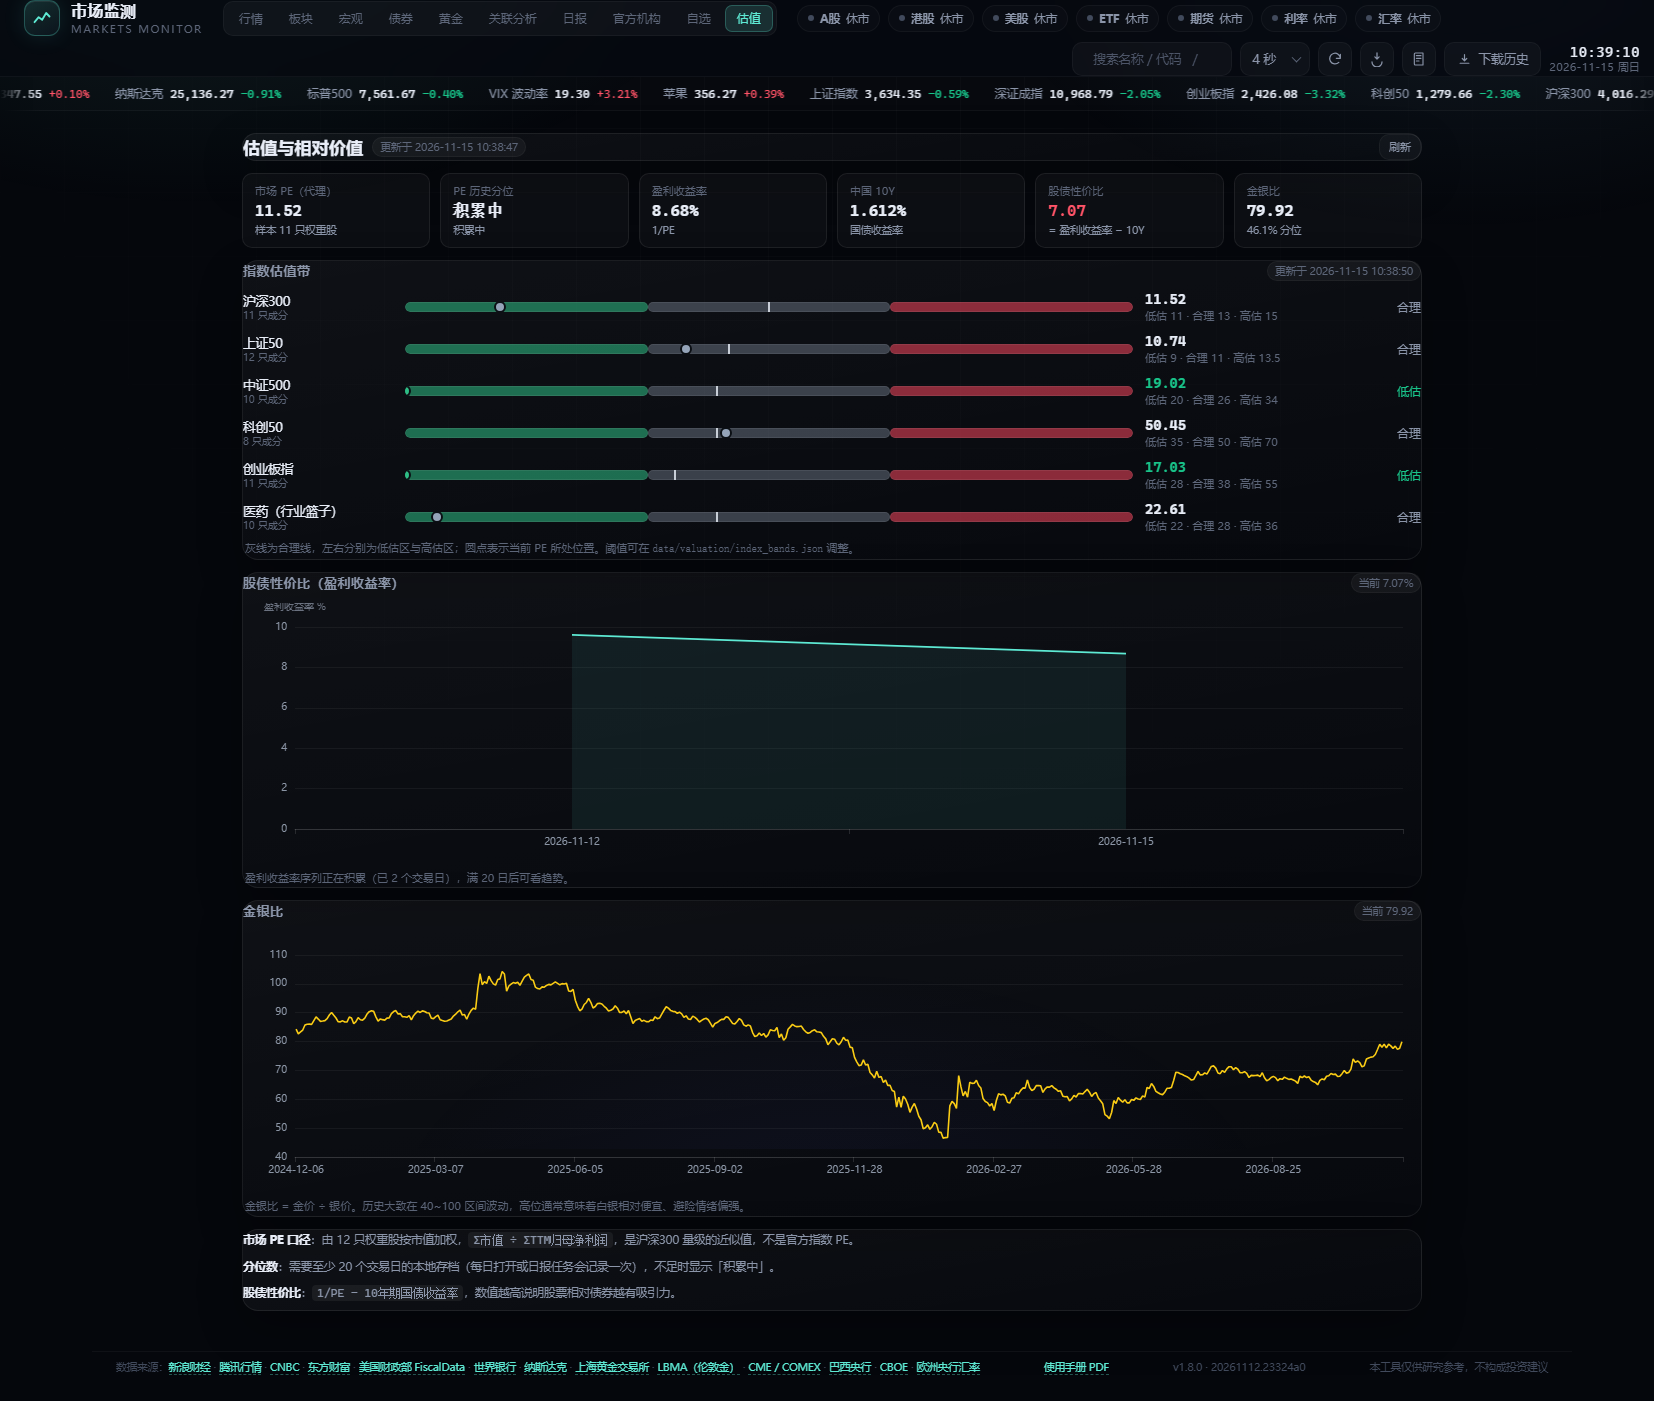 市场监测
MARKETS MONITOR
行情 板块 宏观 债券 黄金 关联分析 日报 官方机构 自选 估值
A股 休市 港股 休市 美股 休市 ETF 休市 期货 休市 利率 休市 汇率 休市
搜索名称 / 代码 / 4 秒 下载历史
10:39:10
2026-11-15 周日
47.55 +0.10% 纳斯达克 25,136.27 -0.91% 标普500 7,561.67 -0.40% VIX 波动率 19.30 +3.21% 苹果 356.27 +0.39% 上证指数 3,634.35 -0.59% 深证成指 10,968.79 -2.05% 创业板指 2,426.08 -3.32% 科创50 1,279.66 -2.30% 沪深300 4,016.29
估值与相对价值 更新于 2026-11-15 10:38:47 刷新
市场 PE（代理）
11.52
样本 11 只权重股
PE 历史分位
积累中
积累中
盈利收益率
8.68%
1/PE
中国 10Y
1.612%
国债收益率
股债性价比
7.07
= 盈利收益率 − 10Y
金银比
79.92
46.1% 分位
指数估值带 更新于 2026-11-15 10:38:50
沪深300
11 只成分
11.52
低估 11 · 合理 13 · 高估 15
合理
上证50
12 只成分
10.74
低估 9 · 合理 11 · 高估 13.5
合理
中证500
10 只成分
19.02
低估 20 · 合理 26 · 高估 34
低估
科创50
8 只成分
50.45
低估 35 · 合理 50 · 高估 70
合理
创业板指
11 只成分
17.03
低估 28 · 合理 38 · 高估 55
低估
医药（行业篮子）
10 只成分
22.61
低估 22 · 合理 28 · 高估 36
合理
灰线为合理线，左右分别为低估区与高估区；圆点表示当前 PE 所处位置。阈值可在 data/valuation/index_bands.json 调整。
股债性价比（盈利收益率） 当前 7.07%
盈利收益率 %
10
8
6
4
2
0
2026-11-12 2026-11-15
盈利收益率序列正在积累（已 2 个交易日），满 20 日后可看趋势。
金银比 当前 79.92
110
100
90
80
70
60
50
40
2024-12-06 2025-03-07 2025-06-05 2025-09-02 2025-11-28 2026-02-27 2026-05-28 2026-08-25
金银比 = 金价 ÷ 银价。历史大致在 40~100 区间波动，高位通常意味着白银相对便宜、避险情绪偏强。
市场 PE 口径：由 12 只权重股按市值加权，Σ市值 ÷ ΣTTM归母净利润，是沪深300 量级的近似值，不是官方指数 PE。
分位数：需要至少 20 个交易日的本地存档（每日打开或日报任务会记录一次），不足时显示「积累中」。
股债性价比：1/PE − 10年期国债收益率，数值越高说明股票相对债券越有吸引力。
数据来源：新浪财经 · 腾讯行情 · CNBC · 东方财富 · 美国财政部 FiscalData · 世界银行 · 纳斯达克 · 上海黄金交易所 · LBMA（伦敦金） · CME / COMEX · 巴西央行 · CBOE · 欧洲央行汇率 使用手册 PDF v1.8.0 · 20261112.23324a0 本工具仅供研究参考，不构成投资建议